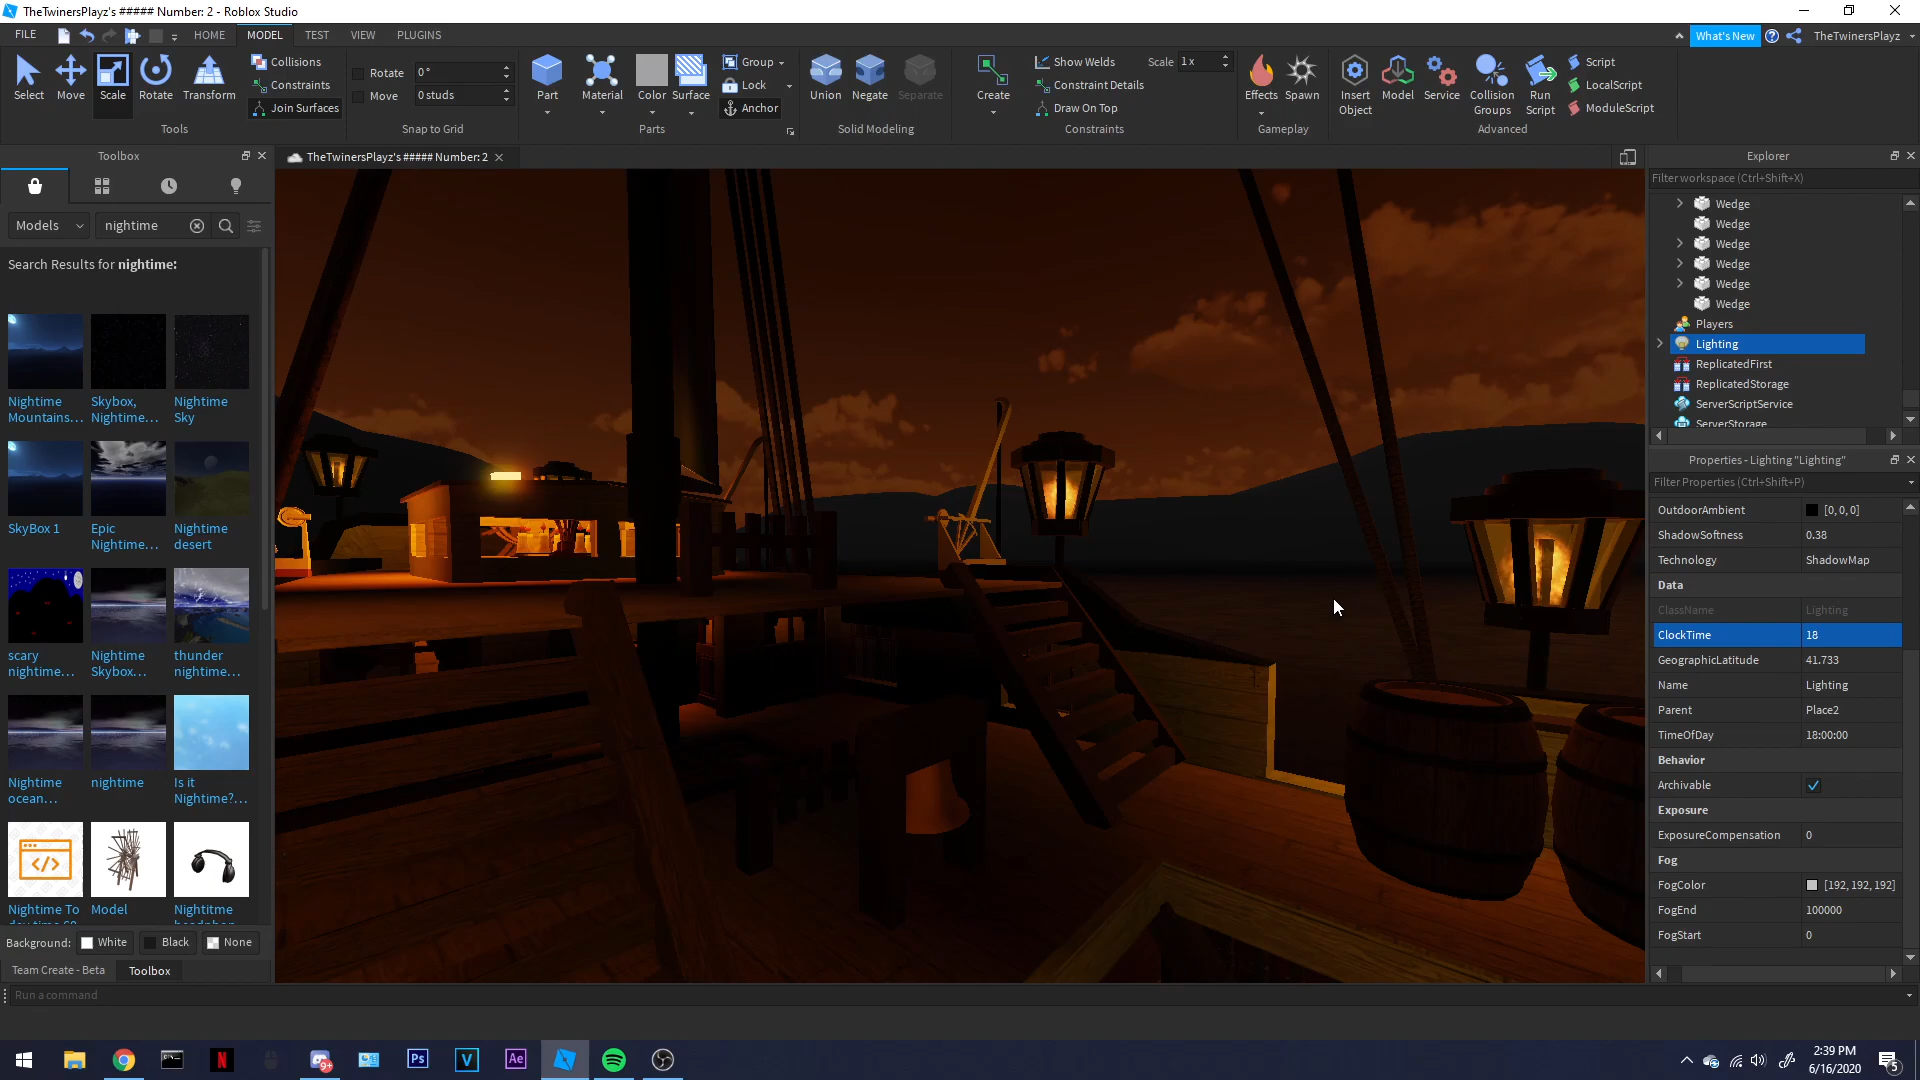 TheTwinersPlayz's ##### Number: 2 - Roblox Studio
FILE HOME MODEL TEST VIEW PLUGINS What's New TheTwinersPlayz
Select Move Scale Rotate Transform
Collisions
Constraints
Join Surfaces
Tools
Rotate 0 °
Move 0 studs
Snap to Grid
Part Material Color Surface
Group
Lock
Anchor
Parts
Union Negate Separate
Solid Modeling
Create
Show Welds Scale 1 x
Constraint Details
Draw On Top
Constraints
Effects Spawn
Gameplay
Insert Object
Model
Service
Collision Groups
Run Script
Script
LocalScript
ModuleScript
Advanced
Toolbox
Models nightime
Search Results for nightime:
Nightime Mountains...
Skybox, Nightime...
Nightime Sky
SkyBox 1
Epic Nightime...
Nightime desert
scary nightime...
Nightime Skybox...
thunder nightime...
Nightime ocean...
nightime
Is it Nightime?...
Nightime To
Model
Nightitme
Background: White Black None
Team Create - Beta Toolbox
Run a command
TheTwinersPlayz's ##### Number: 2
Explorer
Filter workspace (Ctrl+Shift+X)
Wedge
Wedge
Wedge
Wedge
Wedge
Wedge
Players
Lighting
ReplicatedFirst
ReplicatedStorage
ServerScriptService
ServerStorage
Properties - Lighting "Lighting"
Filter Properties (Ctrl+Shift+P)
OutdoorAmbient [0, 0, 0]
ShadowSoftness 0.38
Technology ShadowMap
Data
ClassName Lighting
ClockTime 18
GeographicLatitude 41.733
Name Lighting
Parent Place2
TimeOfDay 18:00:00
Behavior
Archivable
Exposure
ExposureCompensation 0
Fog
FogColor [192, 192, 192]
FogEnd 100000
FogStart 0
9+ Ps V Ae
2:39 PM
6/16/2020
5